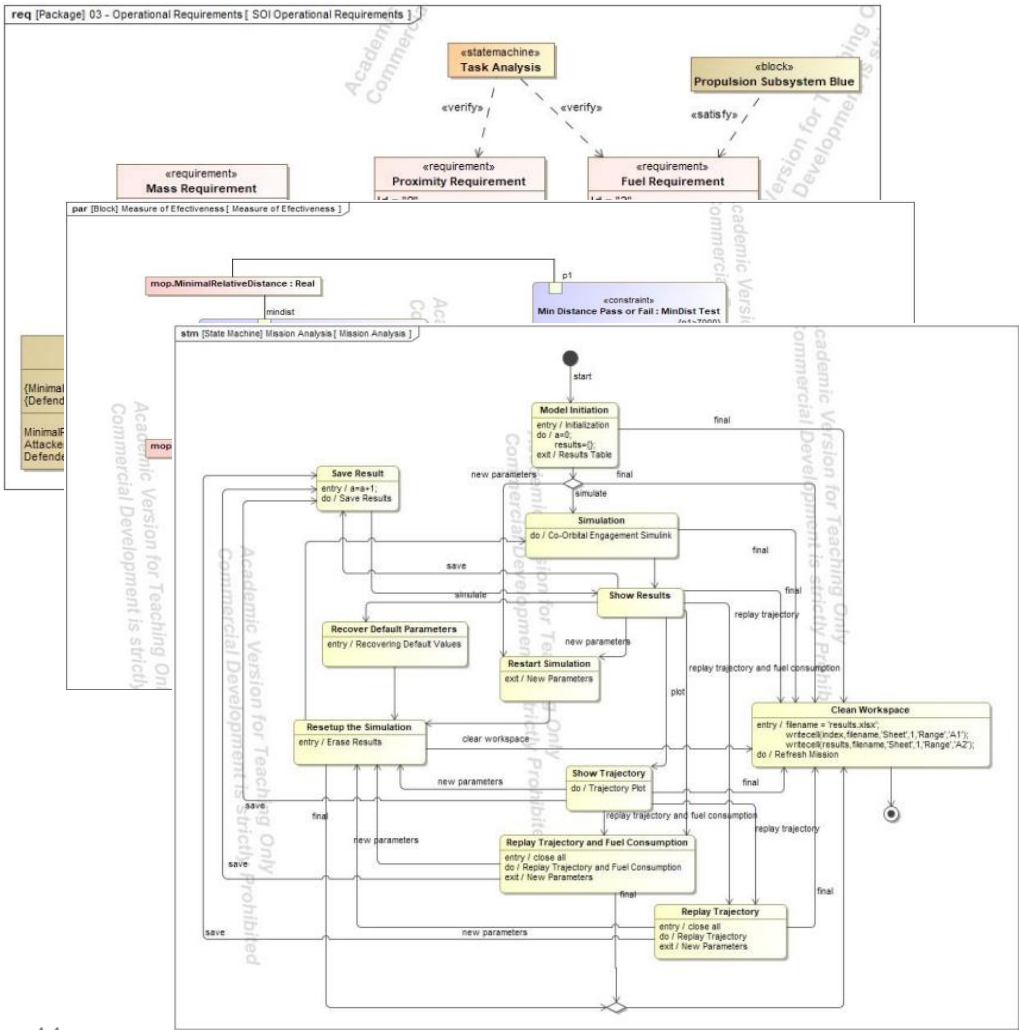 req [Package] 03 - Operational Requirements [ SOI Operational Requirements ]
«statemachine»
Task Analysis
«block»
Propulsion Subsystem Blue
«verify»
«verify»
«satisfy»
«requirement»
Mass Requirement
«requirement»
Proximity Requirement
«requirement»
Fuel Requirement
par [Block] Measure of Efectiveness [ Measure of Efectiveness ]
mop.MinimalRelativeDistance : Real
mindist
p1
«constraint»
Min Distance Pass or Fail : MinDist Test
{Minimal
{Defend
MinimalR
Attacke
Defende
mop
stm [State Machine] Mission Analysis [ Mission Analysis ]
start
Model Initiation
entry / Initialization
do / a=0;
results={};
exit / Results Table
final
new parameters
final
simulate
Save Result
entry / a=a+1;
do / Save Results
Simulation
do / Co-Orbital Engagement Simulink
final
save
simulate
Show Results
final
replay trajectory
Recover Default Parameters
entry / Recovering Default Values
new parameters
Restart Simulation
exit / New Parameters
replay trajectory and fuel consumption
plot
Clean Workspace
entry / filename = 'results.xlsx';
writecell(index,filename,'Sheet',1,'Range','A1');
writecell(results,filename,'Sheet',1,'Range','A2');
do / Refresh Mission
Resetup the Simulation
entry / Erase Results
clear workspace
Show Trajectory
do / Trajectory Plot
new parameters
final
save
final
replay trajectory and fuel consumption
replay trajectory
new parameters
Replay Trajectory and Fuel Consumption
entry / close all
do / Replay Trajectory and Fuel Consumption
exit / New Parameters
save
final
final
Replay Trajectory
entry / close all
do / Replay Trajectory
exit / New Parameters
save
new parameters
Academic Version for Teaching Only
Commercial Development is strictly Prohibited